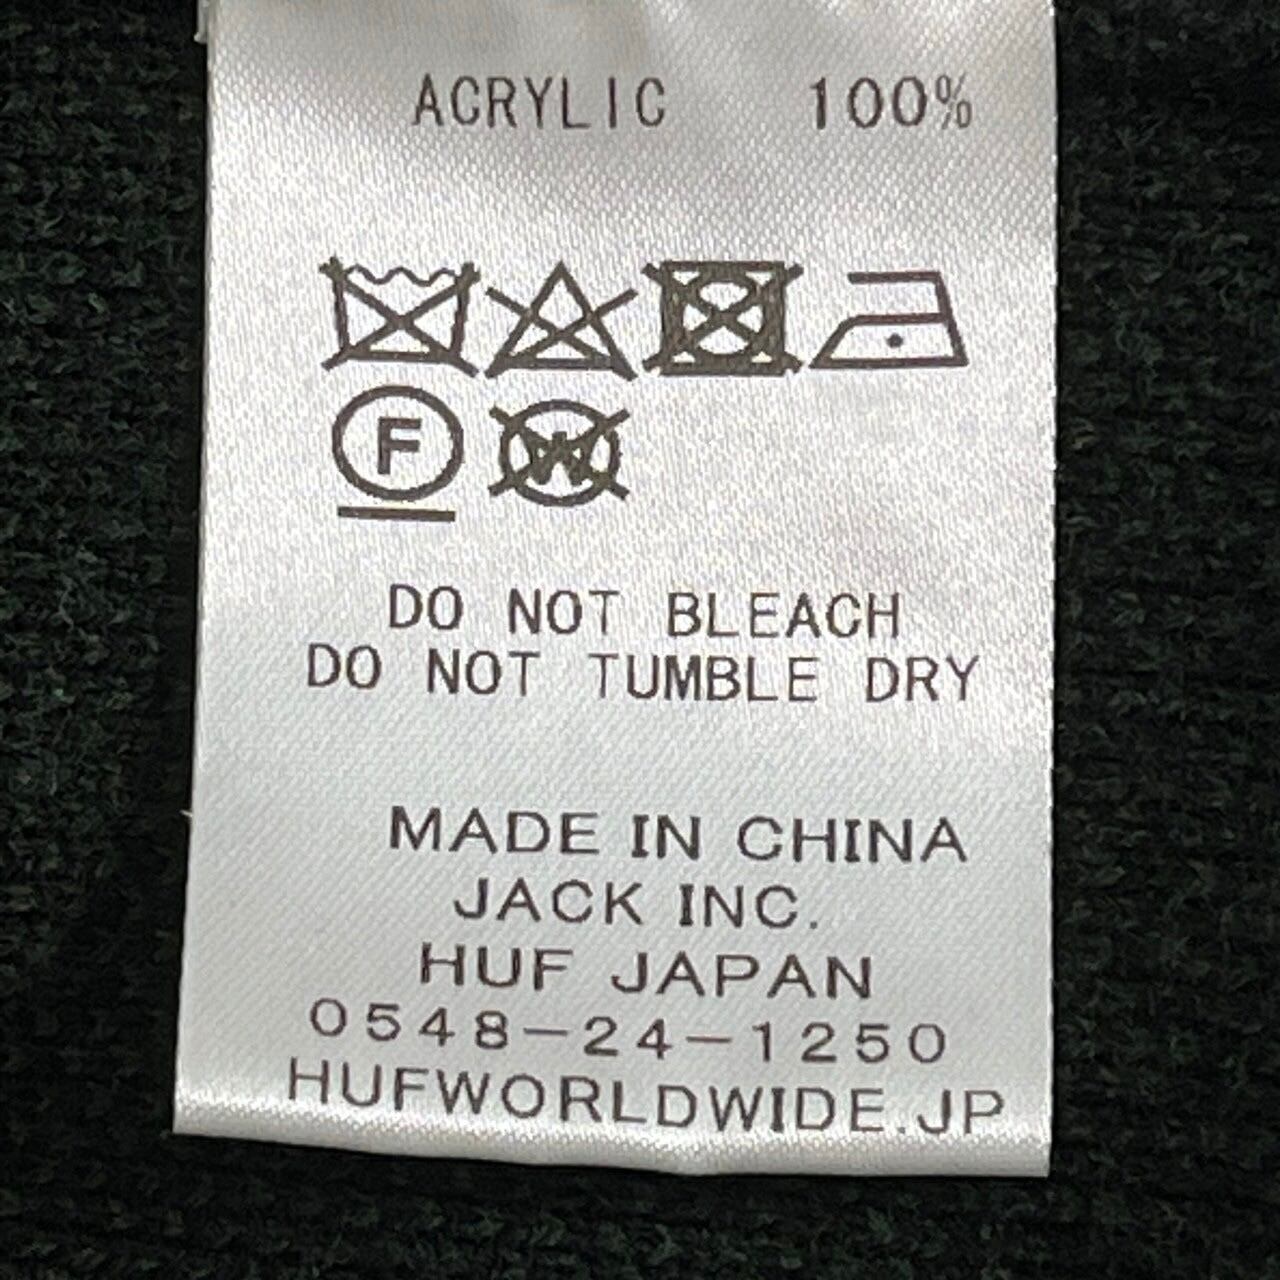 ACRYLIC 100%
F W
DO NOT BLEACH
DO NOT TUMBLE DRY
MADE IN CHINA
JACK INC.
HUF JAPAN
0548-24-1250
HUFWORLDWIDE.JP